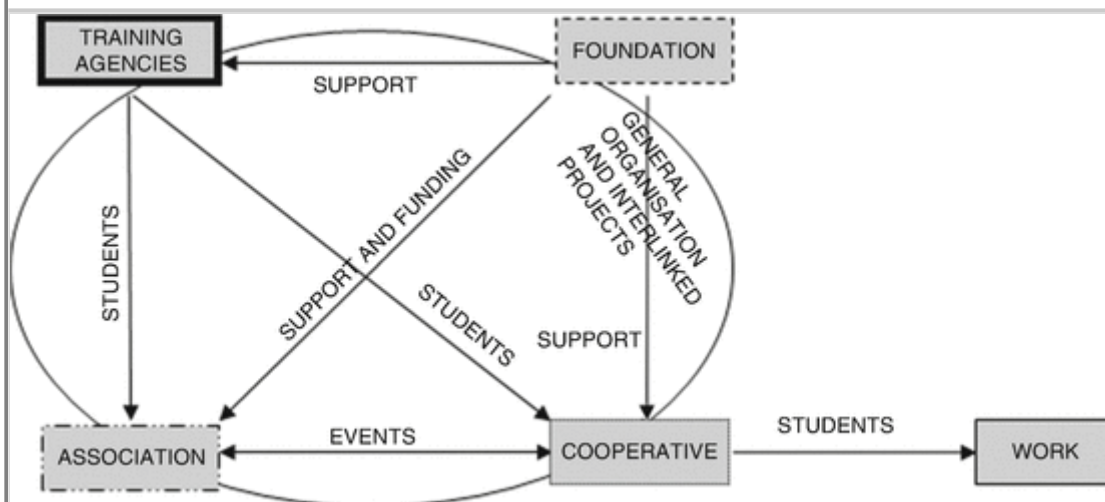 TRAINING
AGENCIES
FOUNDATION
SUPPORT
GENERAL
ORGANISATION
AND INTERLINKED
PROJECTS
STUDENTS
SUPPORT AND FUNDING
STUDENTS
SUPPORT
ASSOCIATION
EVENTS
COOPERATIVE
STUDENTS
WORK